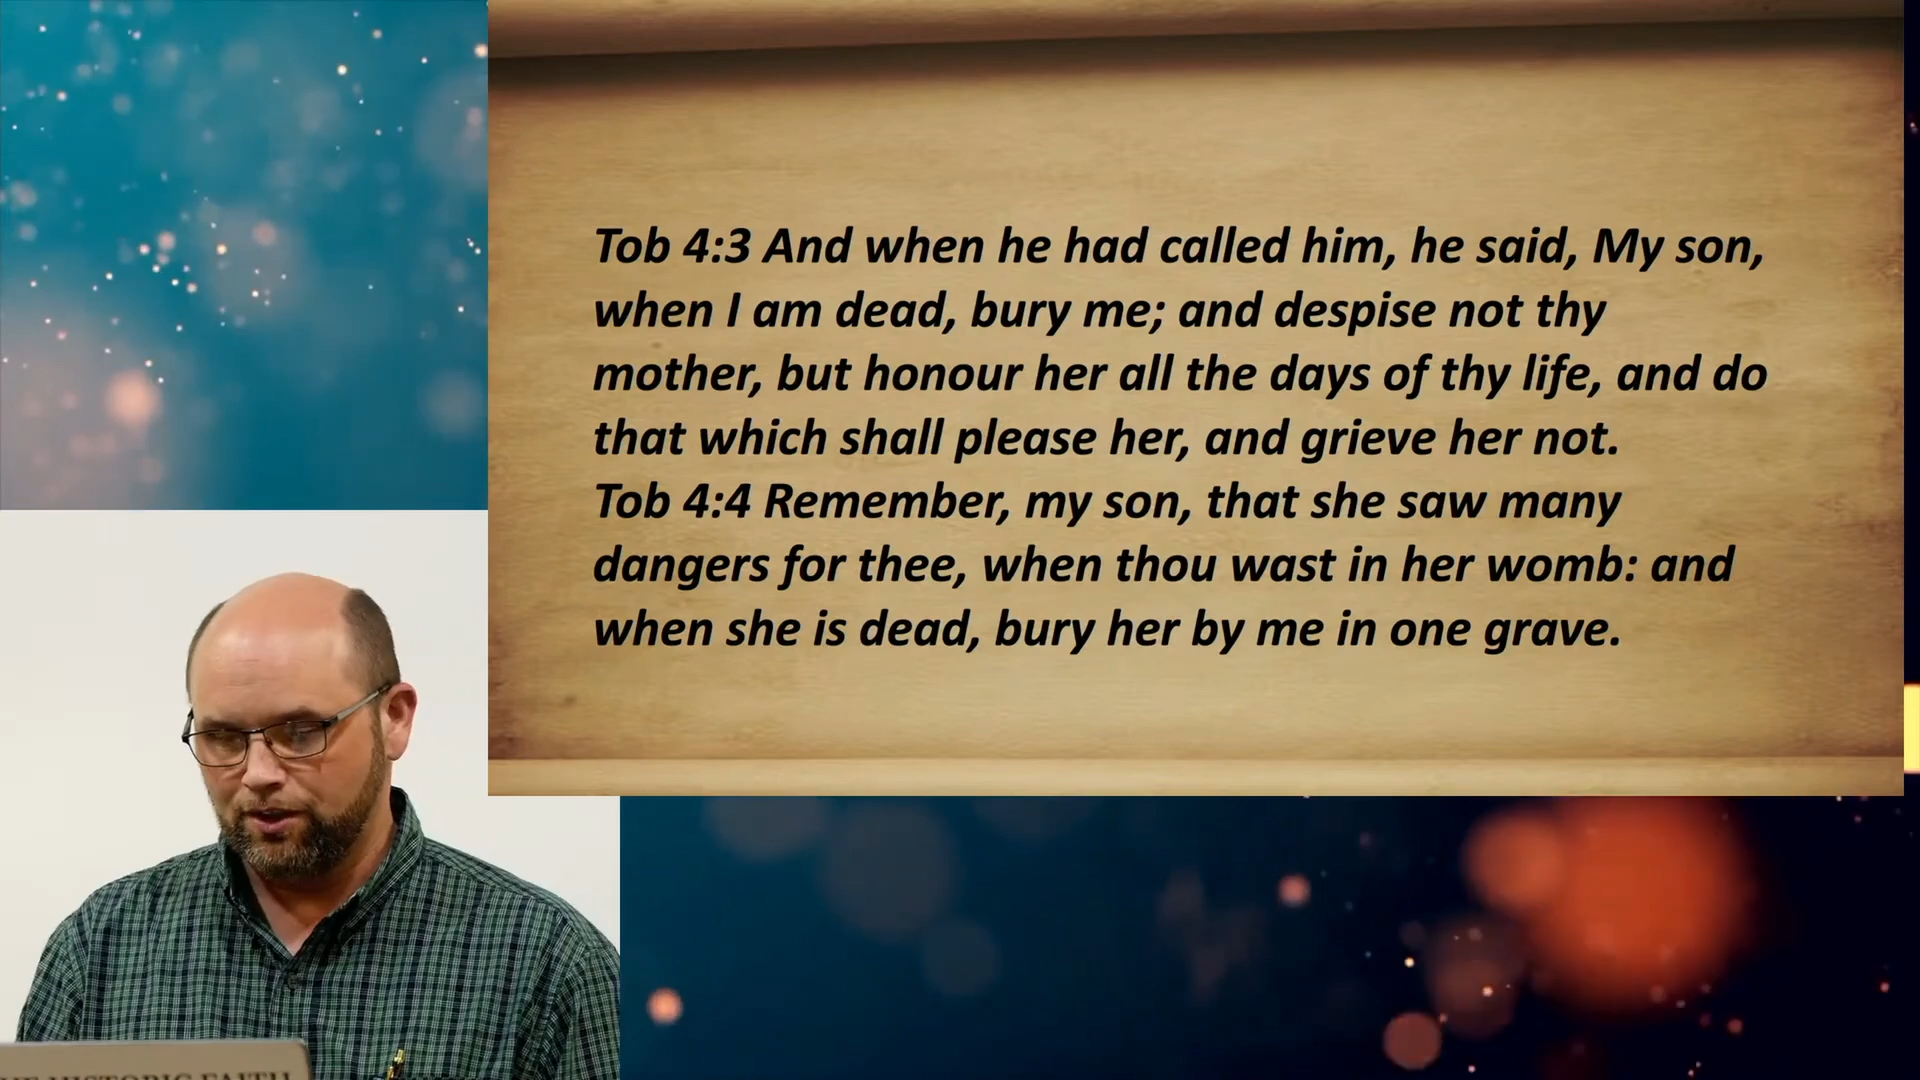 Tob 4:3 And when he had called him, he said, My son,
when I am dead, bury me; and despise not thy
mother, but honour her all the days of thy life, and do
that which shall please her, and grieve her not.
Tob 4:4 Remember, my son, that she saw many
dangers for thee, when thou wast in her womb: and
when she is dead, bury her by me in one grave.
HISTORIC FAITH